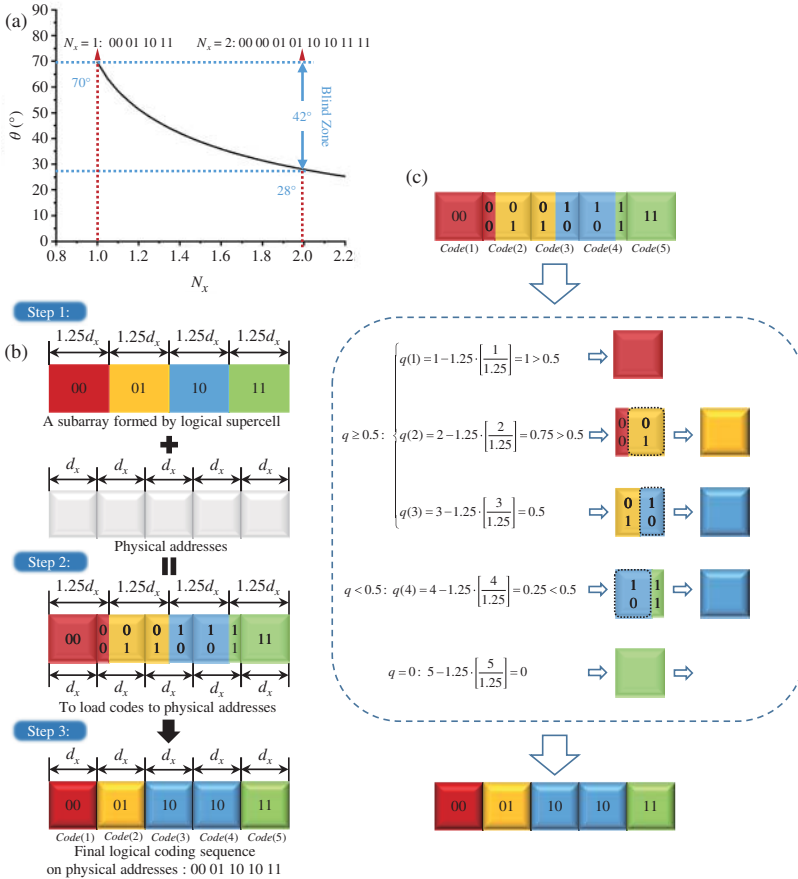 (a)
90
80
70
60
50
40
30
20
10
0
θ (°)
N_x = 1: 00 01 10 11
N_x = 2: 00 00 01 01 10 10 11 11
70°
42°
Blind Zone
28°
0.8 1.0 1.2 1.4 1.6 1.8 2.0 2.2
N_x
Step 1:
(b)
1.25d_x 1.25d_x 1.25d_x 1.25d_x
00 01 10 11
A subarray formed by logical supercell
+
d_x d_x d_x d_x d_x
Physical addresses
Step 2:
1.25d_x 1.25d_x 1.25d_x 1.25d_x
00 0 0 0 1 1 1 11
0 1 1 0 0 1
d_x d_x d_x d_x d_x
To load codes to physical addresses
Step 3:
d_x d_x d_x d_x d_x
00 01 10 10 11
Code(1) Code(2) Code(3) Code(4) Code(5)
Final logical coding sequence
on physical addresses : 00 01 10 10 11
(c)
00 0 0 0 1 1 1 11
0 1 1 0 0 1
Code(1) Code(2) Code(3) Code(4) Code(5)
q(1) = 1 − 1.25 · [1/1.25] = 1 > 0.5
q ≥ 0.5 : q(2) = 2 − 1.25 · [2/1.25] = 0.75 > 0.5
0 0
0 1
q(3) = 3 − 1.25 · [3/1.25] = 0.5
0 1
1 0
q < 0.5 : q(4) = 4 − 1.25 · [4/1.25] = 0.25 < 0.5
1 1
0 1
q = 0 : 5 − 1.25 · [5/1.25] = 0
00 01 10 10 11